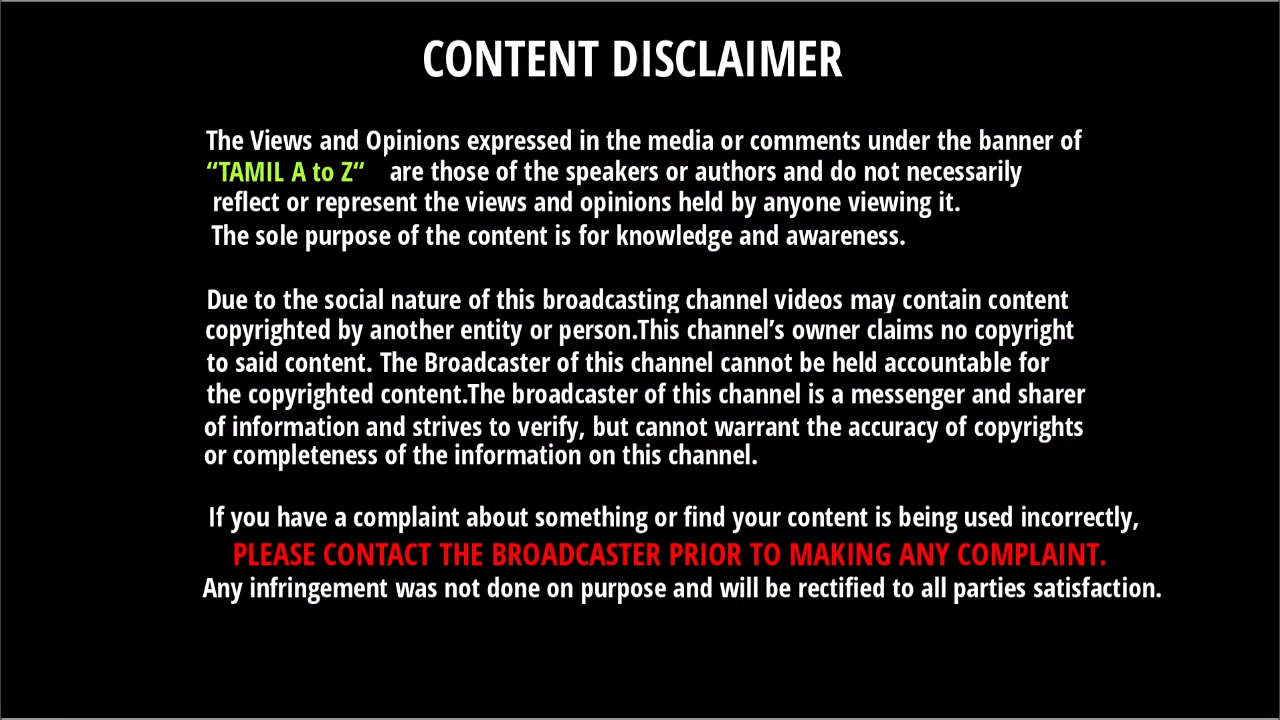 CONTENT DISCLAIMER
The Views and Opinions expressed in the media or comments under the banner of
“TAMIL A to Z“ are those of the speakers or authors and do not necessarily
reflect or represent the views and opinions held by anyone viewing it.
The sole purpose of the content is for knowledge and awareness.
Due to the social nature of this broadcasting channel videos may contain content
copyrighted by another entity or person.This channel’s owner claims no copyright
to said content. The Broadcaster of this channel cannot be held accountable for
the copyrighted content.The broadcaster of this channel is a messenger and sharer
of information and strives to verify, but cannot warrant the accuracy of copyrights
or completeness of the information on this channel.
If you have a complaint about something or find your content is being used incorrectly,
PLEASE CONTACT THE BROADCASTER PRIOR TO MAKING ANY COMPLAINT.
Any infringement was not done on purpose and will be rectified to all parties satisfaction.